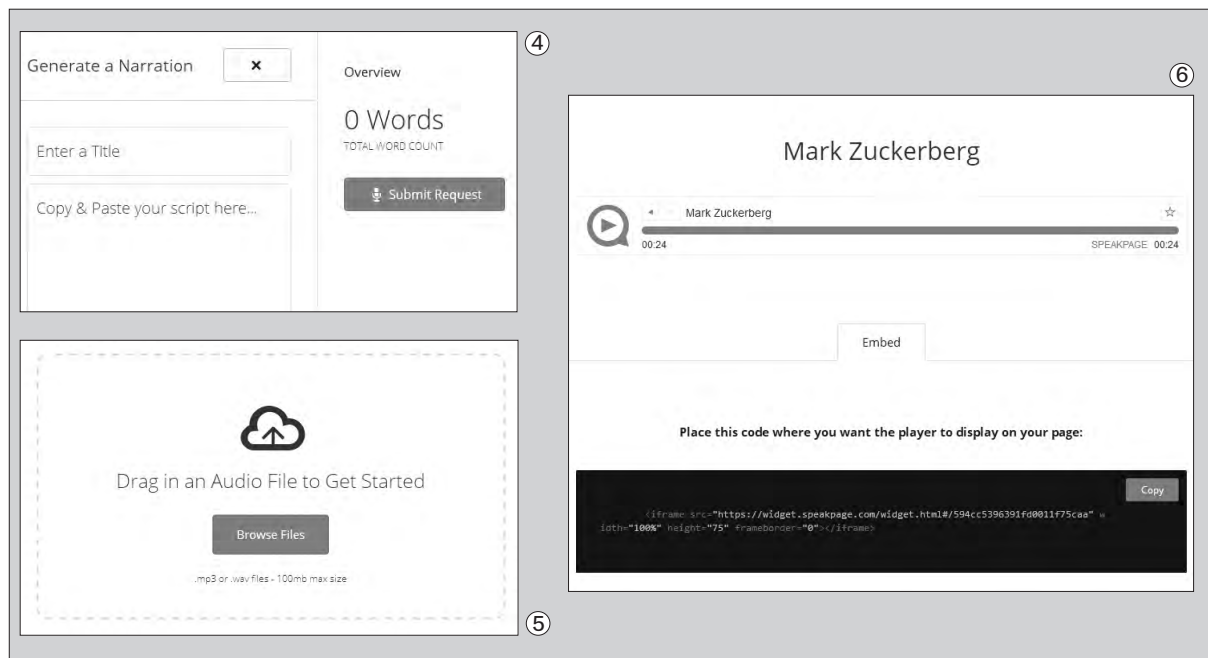 ④
Generate a Narration
×
Overview
0 Words
TOTAL WORD COUNT
Enter a Title
Submit Request
Copy & Paste your script here...
Drag in an Audio File to Get Started
Browse Files
.mp3 or .wav files - 100mb max size
⑤
⑥
Mark Zuckerberg
Mark Zuckerberg
00:24
SPEAKPAGE 00:24
Embed
Place this code where you want the player to display on your page:
Copy
<iframe src="https://widget.speakpage.com/widget.html#/594cc5396391fd0011f75caa" w
idth="100%" height="75" frameborder="0"></iframe>